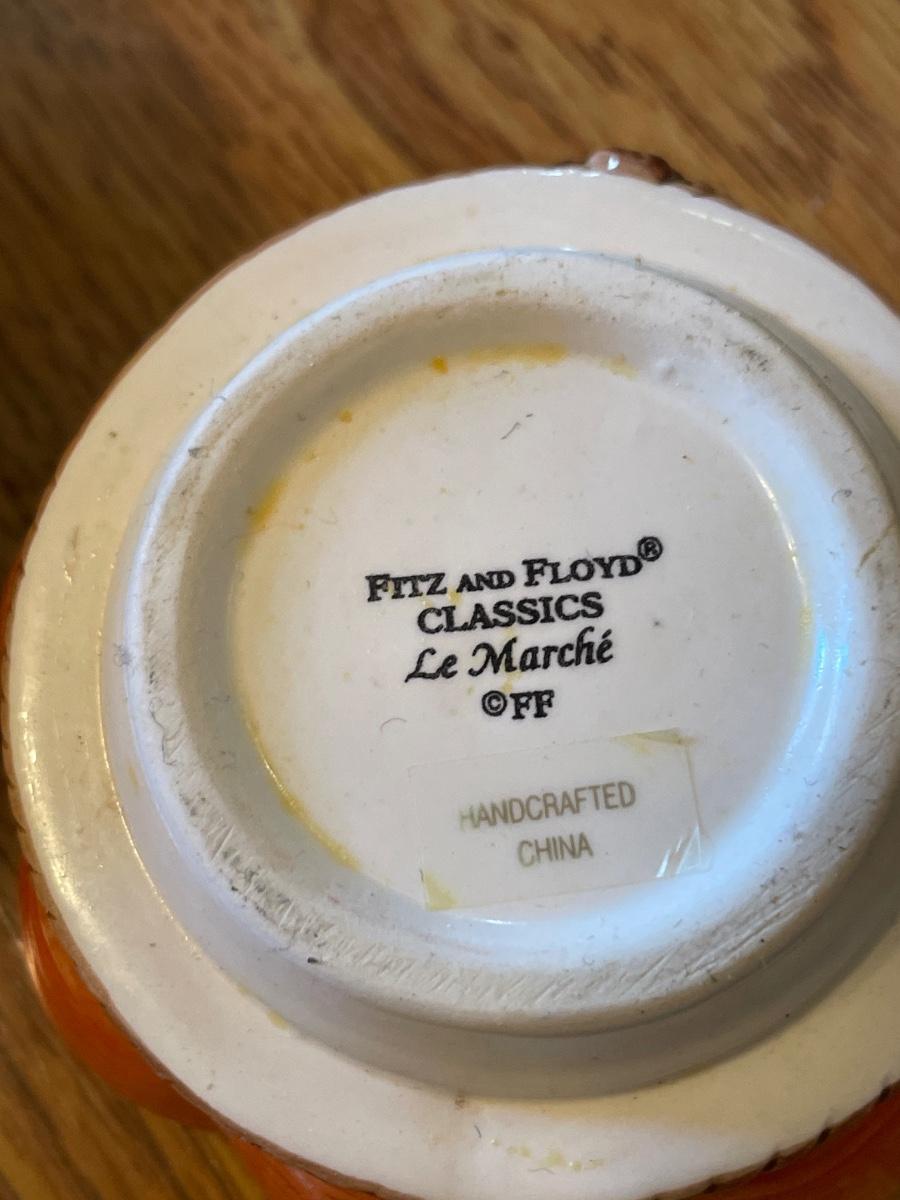 FITZ AND FLOYD®
CLASSICS
Le Marché
©FF
HANDCRAFTED
CHINA